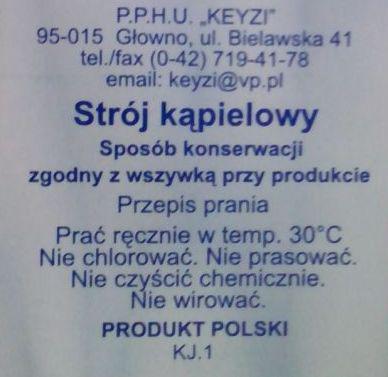 P.P.H.U. „KEYZI”
95-015 Głowno, ul. Bielawska 41
tel./fax (0-42) 719-41-78
email: keyzi@vp.pl
Strój kąpielowy
Sposób konserwacji
zgodny z wszywką przy produkcie
Przepis prania
Prać ręcznie w temp. 30°C
Nie chlorować. Nie prasować.
Nie czyścić chemicznie.
Nie wirować.
PRODUKT POLSKI
KJ.1